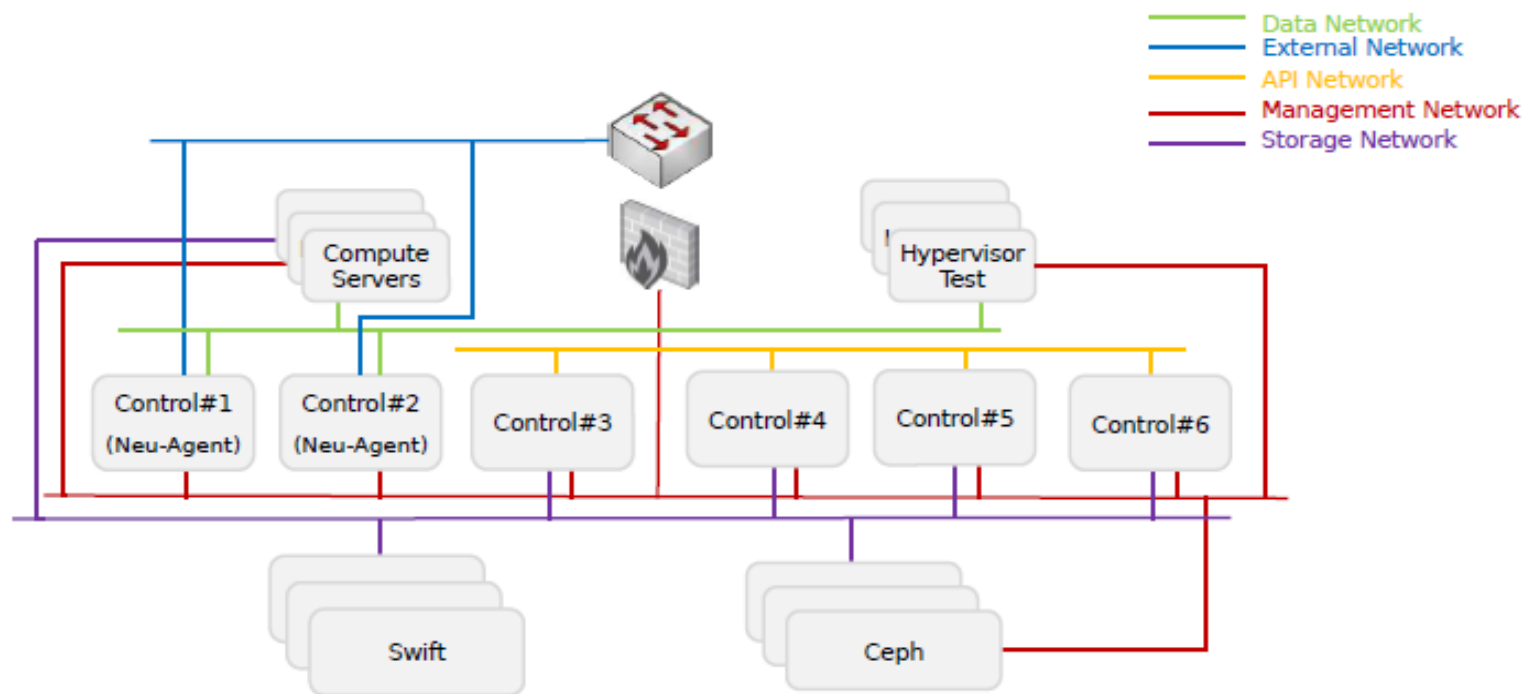 Data Network
External Network
API Network
Management Network
Storage Network
Compute
Servers
Hypervisor
Test
Control#1
(Neu-Agent)
Control#2
(Neu-Agent)
Control#3
Control#4
Control#5
Control#6
Swift
Ceph